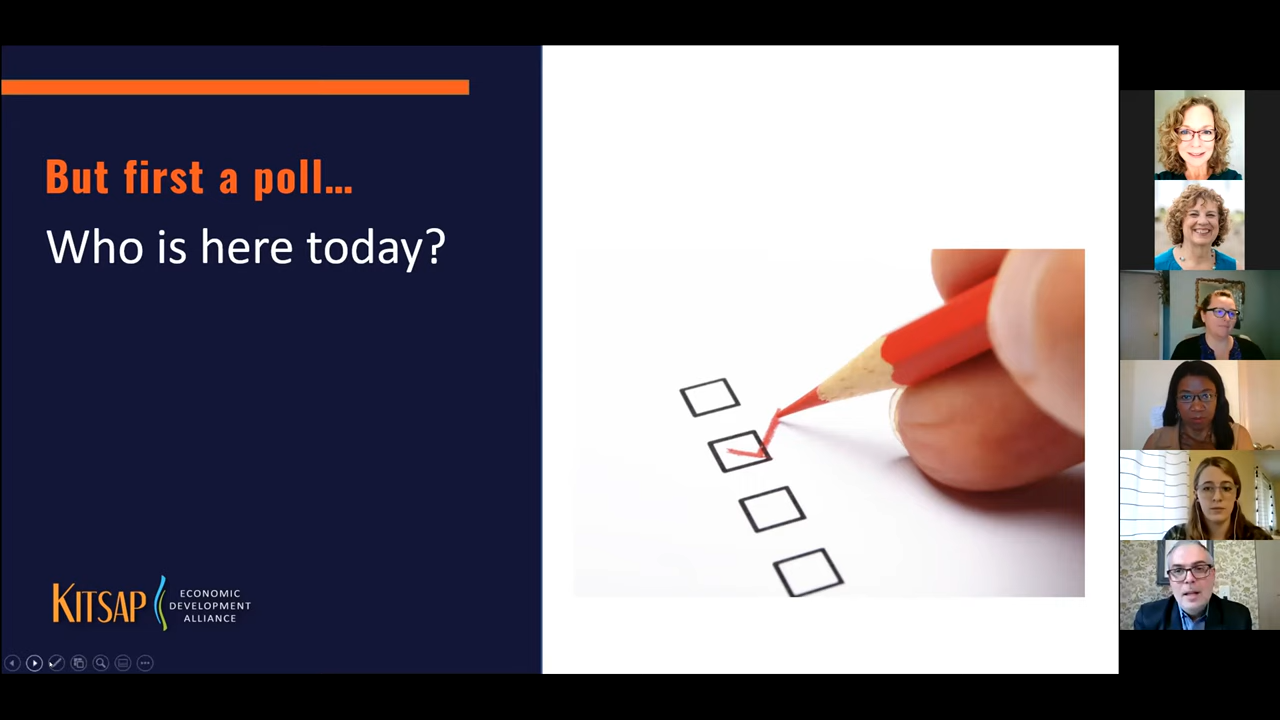 But first a poll...
Who is here today?
KITSAP
ECONOMIC
DEVELOPMENT
ALLIANCE